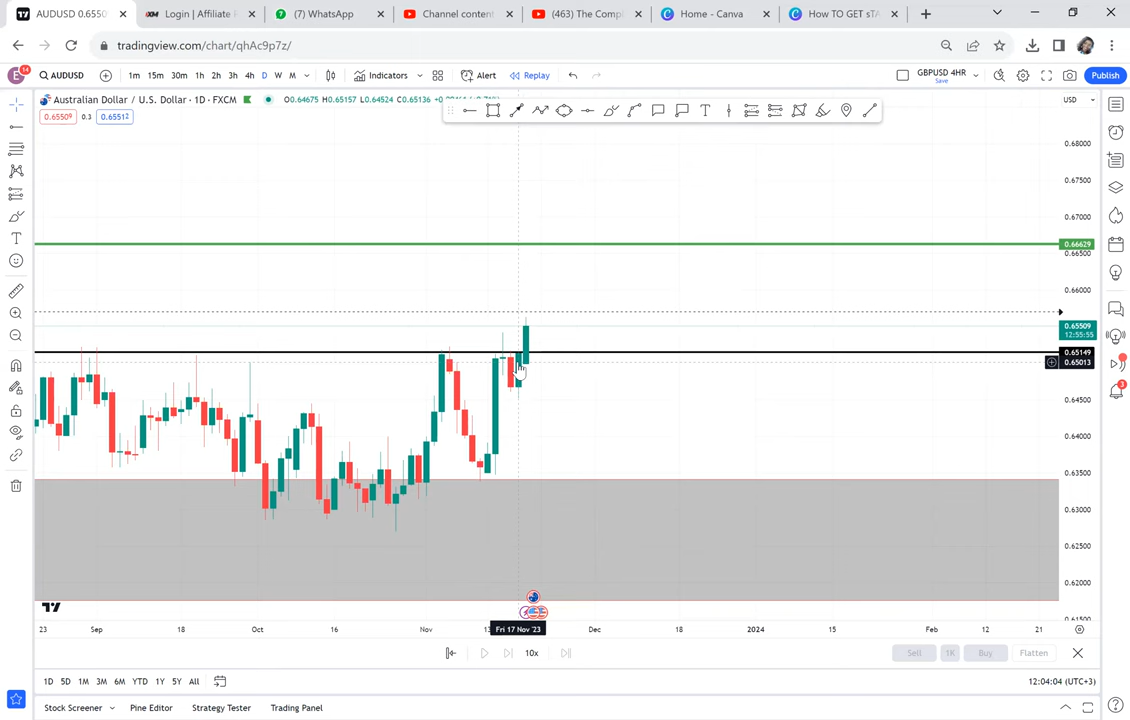 AUDUSD 0.6550
Login | Affiliate
(7) WhatsApp
Channel content
(463) The Compl
Home - Canva
How TO GET sTA
tradingview.com/chart/qhAc9p7z/
E 14 AUDUSD 1m 15m 30m 1h 2h 3h 4h D W M Indicators Alert Replay GBPUSD 4HR Save Publish
Australian Dollar / U.S. Dollar · 1D · FXCM O0.64675 H0.65157 L0.64524 C0.65136
0.65509 0.3 0.65512
USD
0.68000
0.67500
0.67000
0.66629
0.66500
0.66000
0.65509
12:55:55
0.65149
0.65013
0.64500
0.64000
0.63500
0.63000
0.62500
0.62000
0.61500
23 Sep 18 Oct 16 Nov Fri 17 Nov '23 Dec 18 2024 15 Feb 12 21
10x Sell 1K Buy Flatten
1D 5D 1M 3M 6M YTD 1Y 5Y All 12:04:04 (UTC+3)
Stock Screener Pine Editor Strategy Tester Trading Panel
3